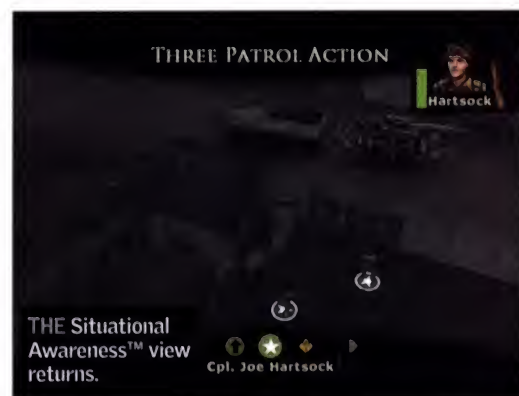 THREE PATROL ACTION
Hartsock
THE Situational
Awareness™ view
returns.
Cpl. Joe Hartsock